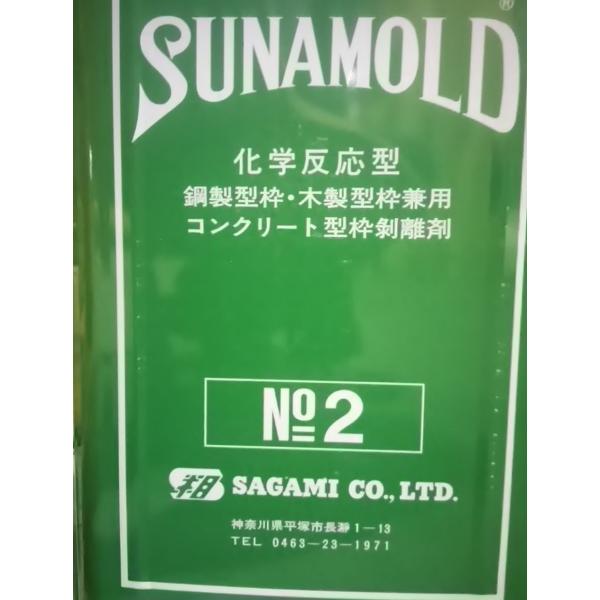 SUNAMOLD®
化学反応型
鋼製型枠・木製型枠兼用
コンクリート型枠剝離剤
No2
SAGAMI CO., LTD.
神奈川県平塚市長瀞1-13
TEL 0463-23-1971